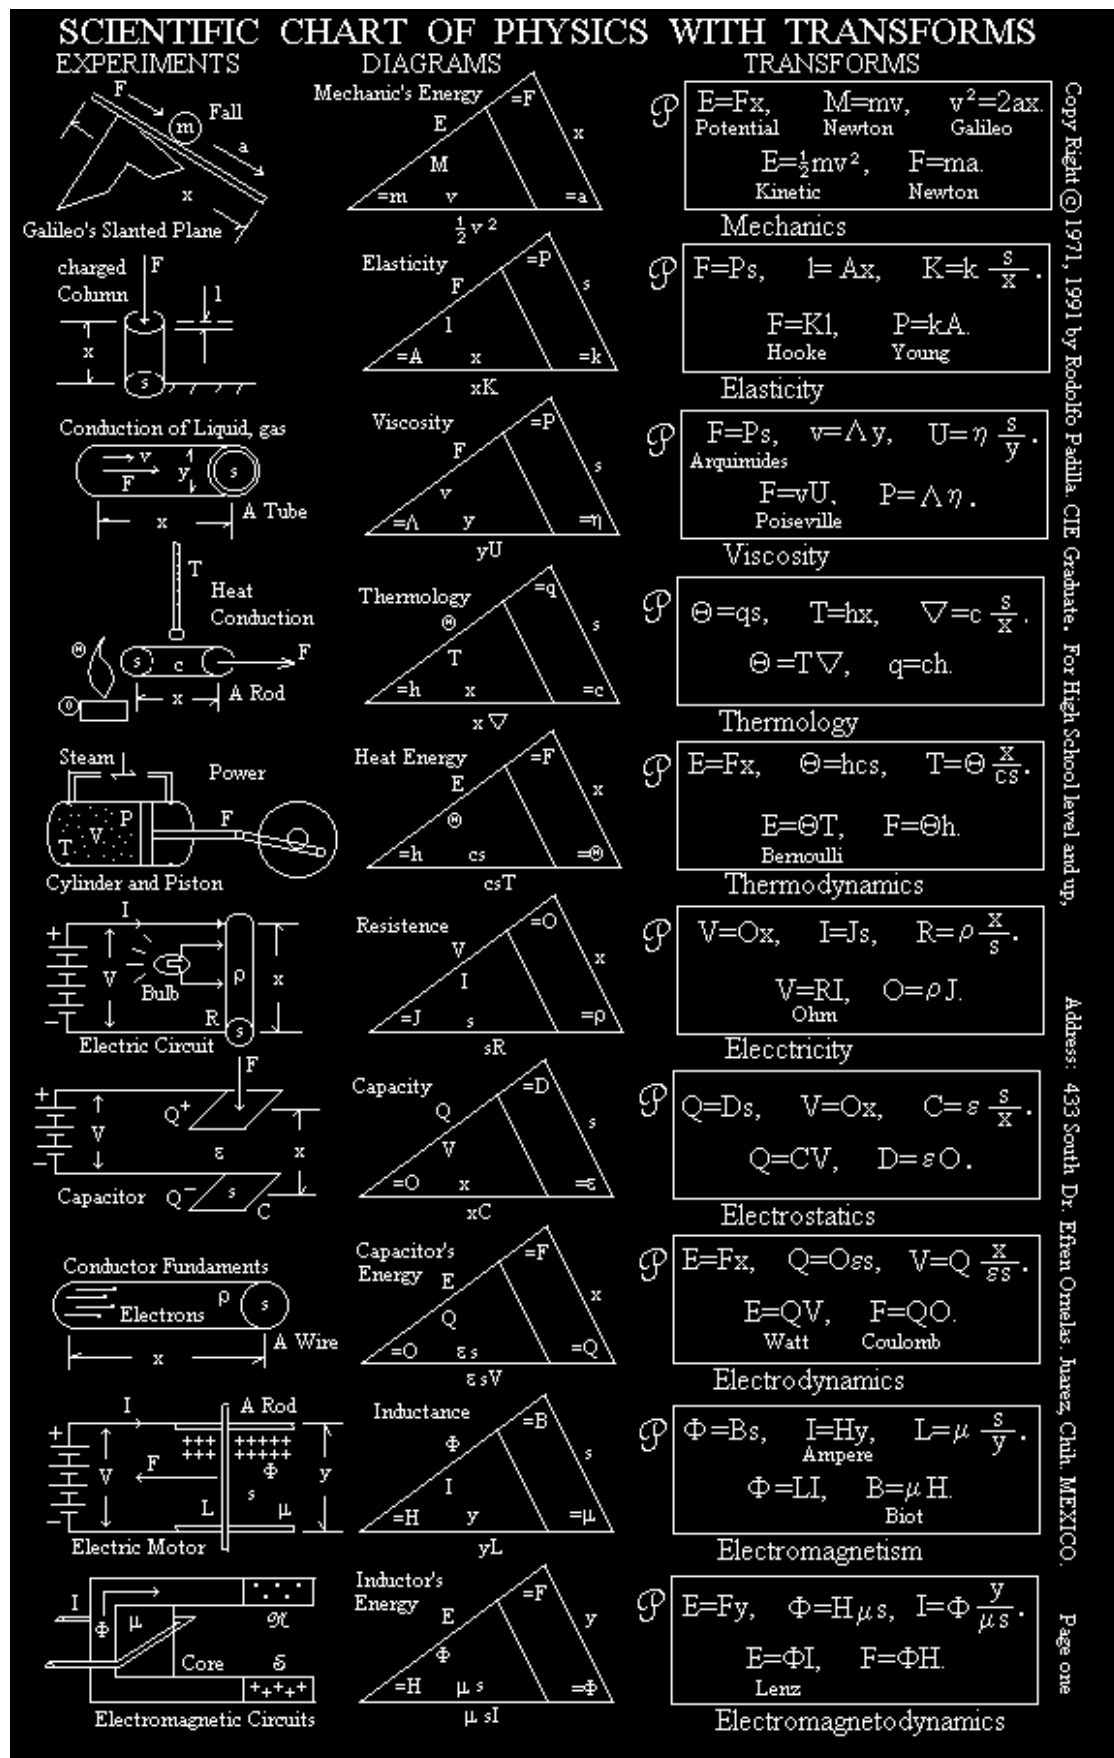 SCIENTIFIC CHART OF PHYSICS WITH TRANSFORMS
EXPERIMENTS DIAGRAMS TRANSFORMS
F
Fall
m
a
x
Galileo's Slanted Plane
Mechanic's Energy
=F
E
x
M
=m v =a
½ v²
𝒫 E=Fx, M=mv, v²=2ax.
Potential Newton Galileo
E=½mv², F=ma.
Kinetic Newton
Mechanics
charged
Column
F
l
x
s
Elasticity
=P
F
s
l
=A x =k
xK
𝒫 F=Ps, l= Ax, K=k s/x .
F=Kl, P=kA.
Hooke Young
Elasticity
Conduction of Liquid, gas
v
F
y
s
x
A Tube
Viscosity
=P
F
s
v
=Λ y =η
yU
𝒫 F=Ps, v=Λy, U=η s/y .
Arquimides
F=vU, P=Λη.
Poiseville
Viscosity
T
Heat
Conduction
Θ
s c
F
x
A Rod
Θ
Thermology
=q
Θ
s
T
=h x =c
x▽
𝒫 Θ=qs, T=hx, ▽=c s/x .
Θ=T▽, q=ch.
Thermology
Steam
Power
P
V
T
F
Cylinder and Piston
Heat Energy
=F
E
x
Θ
=h cs =Θ
csT
𝒫 E=Fx, Θ=hcs, T=Θ x/cs .
E=ΘT, F=Θh.
Bernoulli
Thermodynamics
I
+
V
Bulb
ρ
x
R
s
−
Electric Circuit
Resistence
=O
V
x
I
=J s =ρ
sR
𝒫 V=Ox, I=Js, R=ρ x/s .
V=RI, O=ρJ.
Ohm
Elecctricity
F
+
Q+
V
ε
x
−
Capacitor
Q−
s
C
Capacity
=D
Q
s
V
=O x =ε
xC
𝒫 Q=Ds, V=Ox, C=ε s/x .
Q=CV, D=εO.
Electrostatics
Conductor Fundaments
ρ s
Electrons
A Wire
x
Capacitor's
Energy
=F
E
x
Q
=O εs =Q
εsV
𝒫 E=Fx, Q=Oεs, V=Q x/εs .
E=QV, F=QO.
Watt Coulomb
Electrodynamics
I
A Rod
+
+++ +++++
+++ +++++
V
F
Φ
y
s
L
μ
−
Electric Motor
Inductance
=B
Φ
s
I
=H y =μ
yL
𝒫 Φ=Bs, I=Hy, L=μ s/y .
Ampere
Φ=LI, B=μH.
Biot
Electromagnetism
I
Φ
μ
N
Core
S
+++++
Electromagnetic Circuits
Inductor's
Energy
=F
E
y
Φ
=H μs =Φ
μsI
𝒫 E=Fy, Φ=Hμs, I=Φ y/μs .
E=ΦI, F=ΦH.
Lenz
Electromagnetodynamics
Copy Right © 1971, 1991 by Rodolfo Padilla. CIE Graduate. For High School level and up, Address: 433 South Dr. Efren Ornelas. Juarez, Chih. MEXICO. Page one